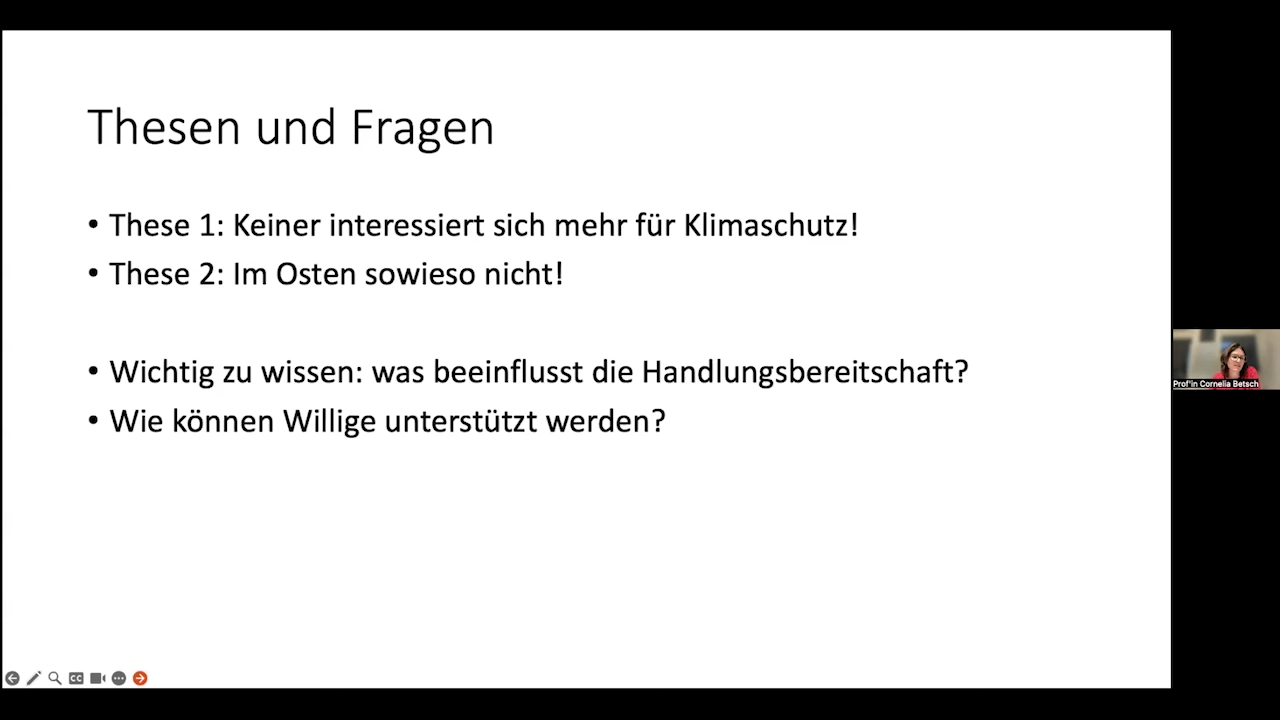 Thesen und Fragen
• These 1: Keiner interessiert sich mehr für Klimaschutz!
• These 2: Im Osten sowieso nicht!
• Wichtig zu wissen: was beeinflusst die Handlungsbereitschaft?
• Wie können Willige unterstützt werden?
Prof'in Cornelia Betsch
CC